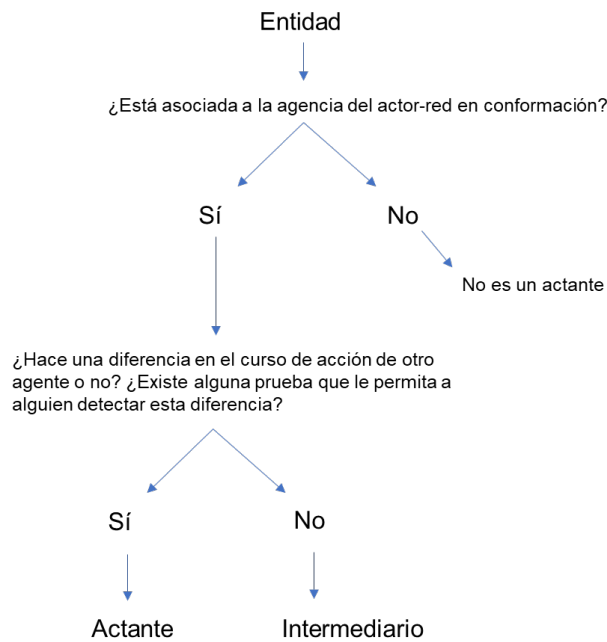 Entidad
¿Está asociada a la agencia del actor-red en conformación?
Sí
No
No es un actante
¿Hace una diferencia en el curso de acción de otro
agente o no? ¿Existe alguna prueba que le permita a
alguien detectar esta diferencia?
Sí
No
Actante
Intermediario